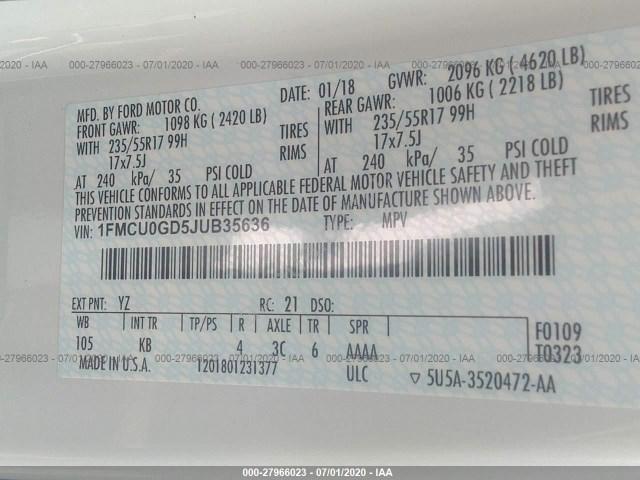 000-27966023 - 07/01/2020 - IAA
MFD. BY FORD MOTOR CO. DATE: 01/18 GVWR: 2096 KG ( 4620 LB)
FRONT GAWR: 1098 KG ( 2420 LB) REAR GAWR: 1006 KG ( 2218 LB)
WITH 235/55R17 99H TIRES WITH 235/55R17 99H TIRES
17x7.5J RIMS 17x7.5J RIMS
AT 240 kPa/ 35 PSI COLD AT 240 kPa/ 35 PSI COLD
THIS VEHICLE CONFORMS TO ALL APPLICABLE FEDERAL MOTOR VEHICLE SAFETY AND THEFT
PREVENTION STANDARDS IN EFFECT ON THE DATE OF MANUFACTURE SHOWN ABOVE.
VIN: 1FMCU0GD5JUB35636 TYPE: MPV
EXT PNT: YZ RC: 21 DSO:
WB INT TR TP/PS R AXLE TR SPR F0109
105 KB 4 3C 6 AAAA T0323
MADE IN U.S.A. 1201801231377 ULC 5U5A-3520472-AA
000-27966023 - 07/01/2020 - IAA